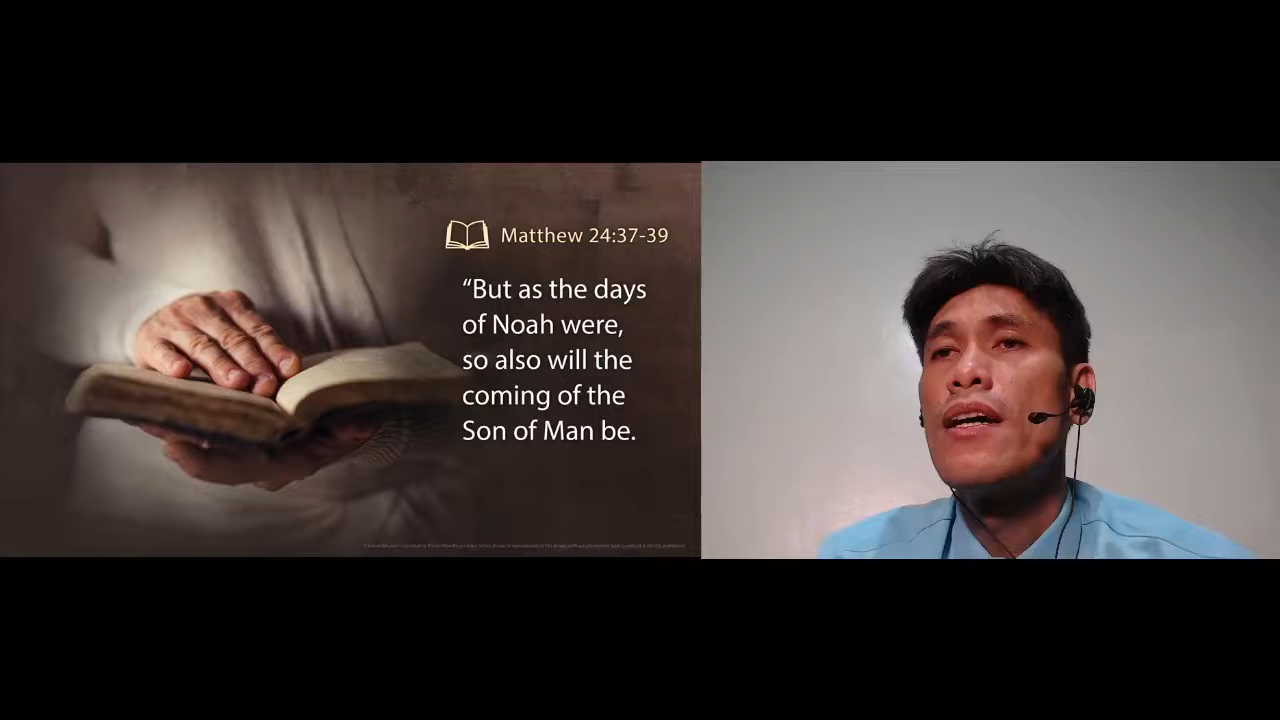 Matthew 24:37-39
“But as the days
of Noah were,
so also will the
coming of the
Son of Man be.